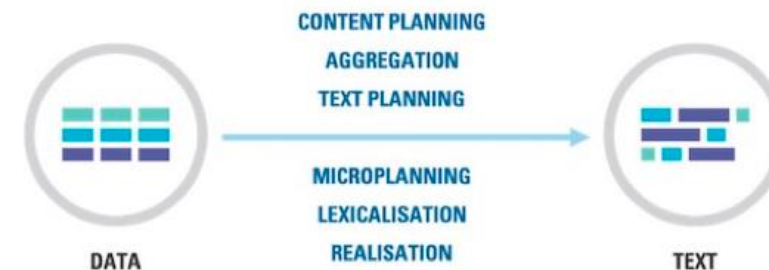 CONTENT PLANNING
AGGREGATION
TEXT PLANNING
MICROPLANNING
LEXICALISATION
REALISATION
DATA
TEXT